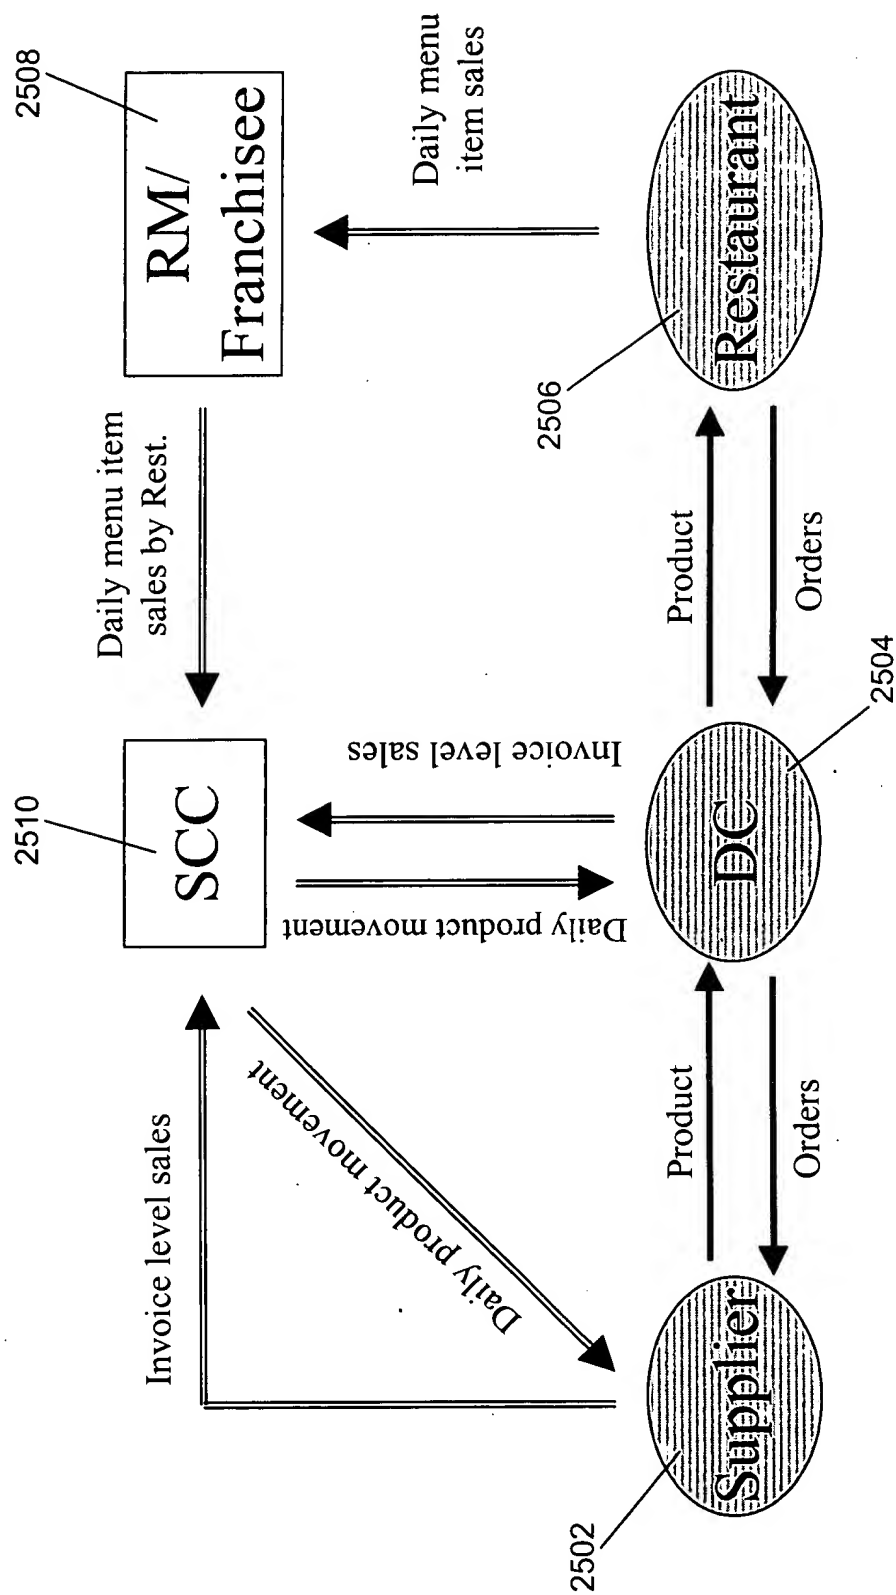 2510
2508
SCC
RM/
Franchisee
Invoice level sales
Daily menu item
sales by Rest.
Daily product movement
Daily product movement
Invoice level sales
Daily menu
item sales
2502
Supplier
Product
Orders
DC
2504
Product
Orders
2506
Restaurant